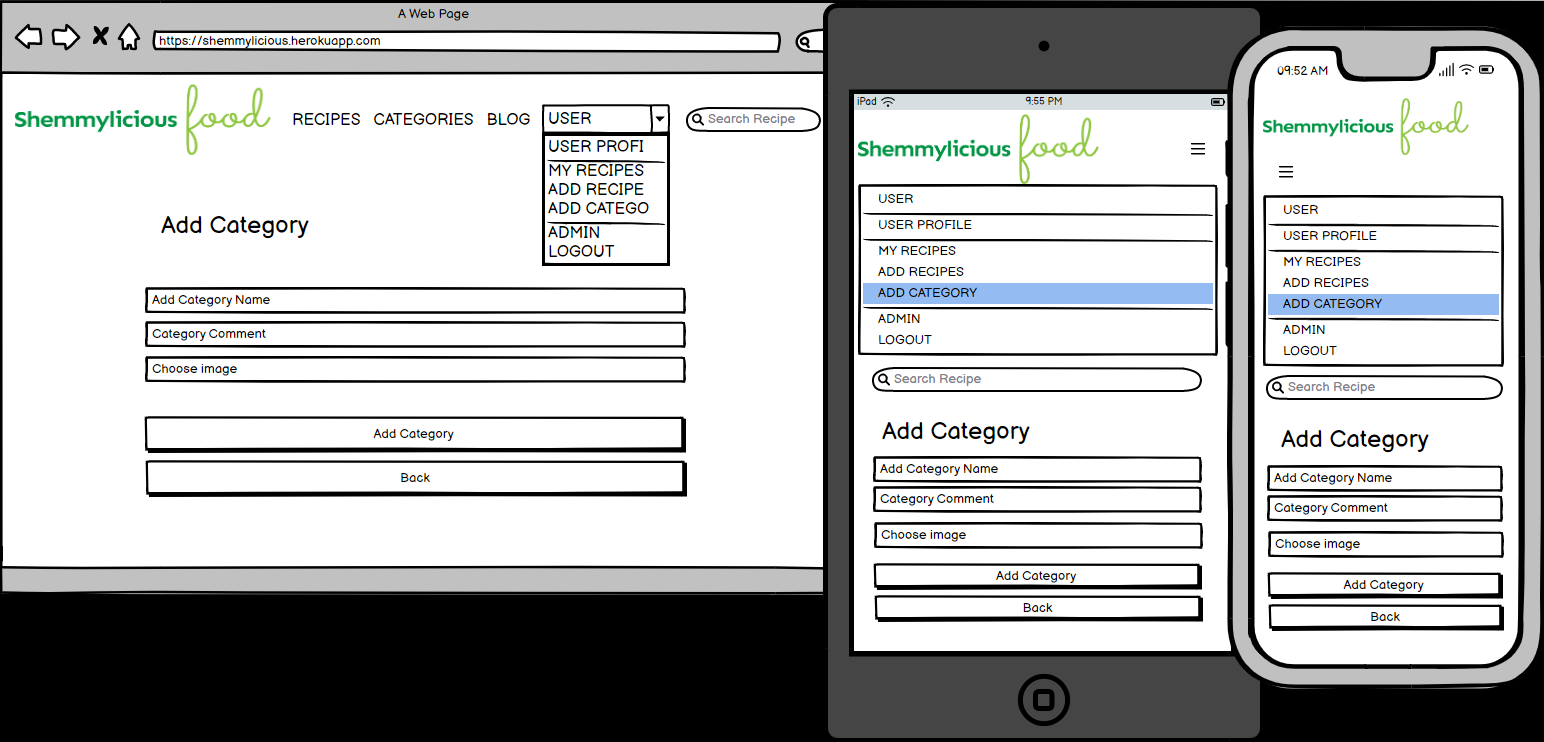 A Web Page
https://shemmylicious.herokuapp.com
Shemmylicious food
RECIPES CATEGORIES BLOG USER Search Recipe
USER PROFI
MY RECIPES
ADD RECIPE
ADD CATEGO
ADMIN
LOGOUT
Add Category
Add Category Name
Category Comment
Choose image
Add Category
Back
iPad 9:55 PM
Shemmylicious food
USER
USER PROFILE
MY RECIPES
ADD RECIPES
ADD CATEGORY
ADMIN
LOGOUT
Search Recipe
Add Category
Add Category Name
Category Comment
Choose image
Add Category
Back
09:52 AM
Shemmylicious food
USER
USER PROFILE
MY RECIPES
ADD RECIPES
ADD CATEGORY
ADMIN
LOGOUT
Search Recipe
Add Category
Add Category Name
Category Comment
Choose image
Add Category
Back